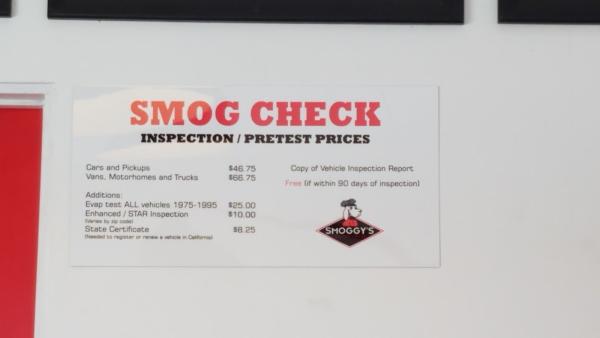 SMOG CHECK
INSPECTION / PRETEST PRICES
Cars and Pickups $46.75
Vans, Motorhomes and Trucks $66.75
Additions:
Evap test ALL vehicles 1975-1995 $25.00
Enhanced / STAR Inspection $10.00
(Varies by zip code)
State Certificate $8.25
(Needed to register or renew a vehicle in California)
Copy of Vehicle Inspection Report
Free (if within 90 days of inspection)
SMOGGY'S